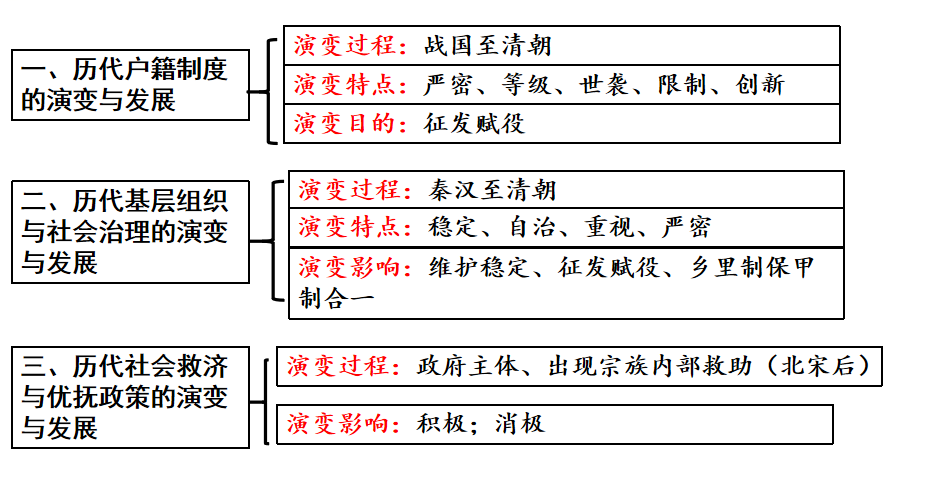 一、历代户籍制度
的演变与发展
演变过程：战国至清朝
演变特点：严密、等级、世袭、限制、创新
演变目的：征发赋役
二、历代基层组织
与社会治理的演变
与发展
演变过程：秦汉至清朝
演变特点：稳定、自治、重视、严密
演变影响：维护稳定、征发赋役、乡里制保甲
制合一
三、历代社会救济
与优抚政策的演变
与发展
演变过程：政府主体、出现宗族内部救助（北宋后）
演变影响：积极；消极